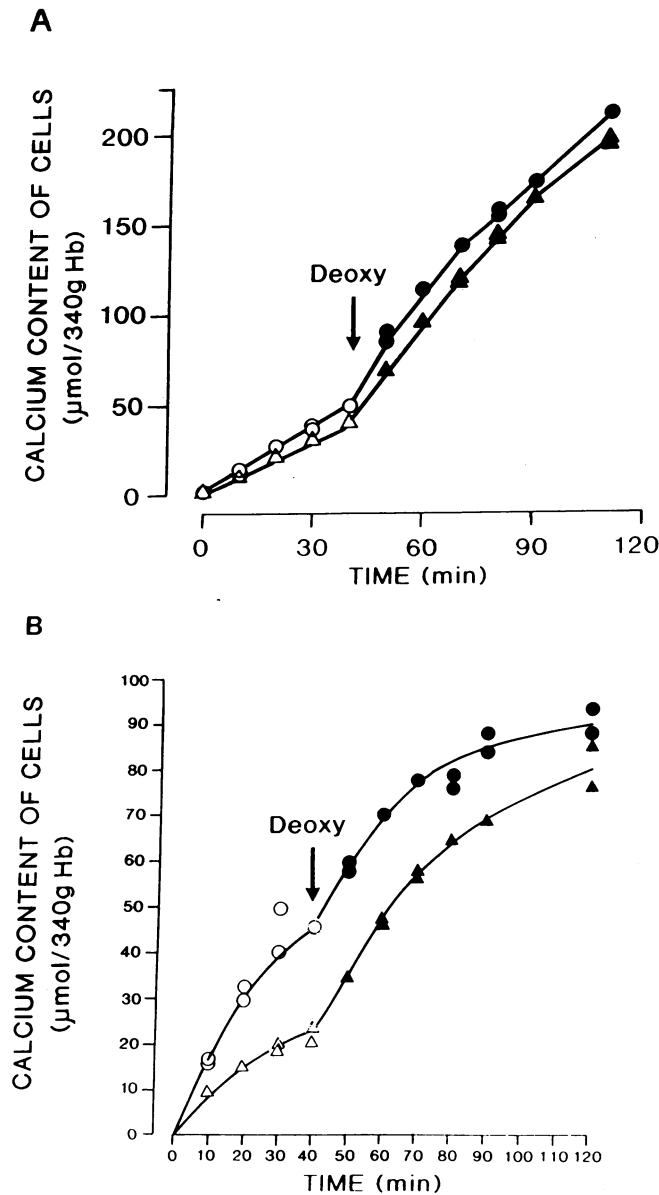 A
CALCIUM CONTENT OF CELLS
(µmol/340g Hb)
200
150
100
50
0
Deoxy
0 30 60 90 120
TIME (min)
B
CALCIUM CONTENT OF CELLS
(µmol/340g Hb)
100
90
80
70
60
50
40
30
20
10
0
Deoxy
0 10 20 30 40 50 60 70 80 90 100 110 120
TIME (min)